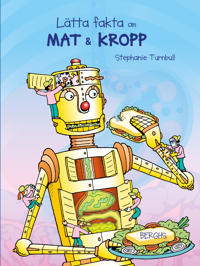 Lätta fakta om
MAT & KROPP
Stephanie Turnbull
BERGHS